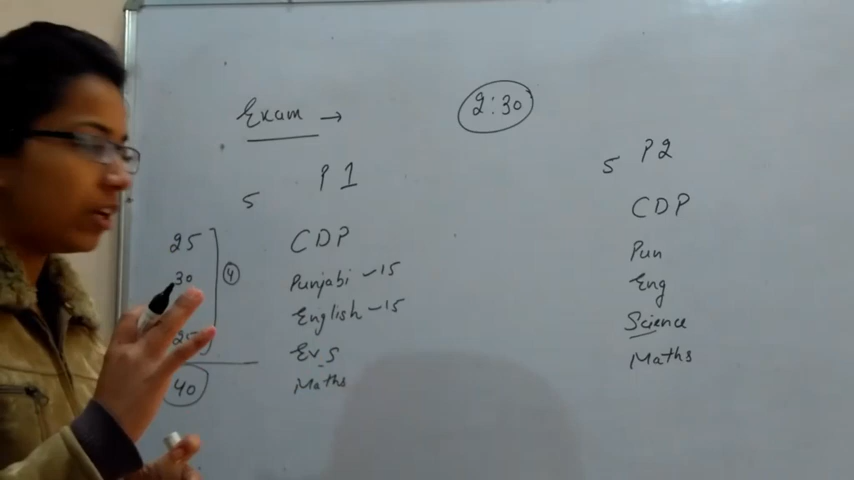 Exam →
2:30
5 P1
25 CDP
30 ④ Punjabi - 15
English - 15
25 EVS
40 Maths
5 P2
CDP
Pun
Eng
Science
Maths